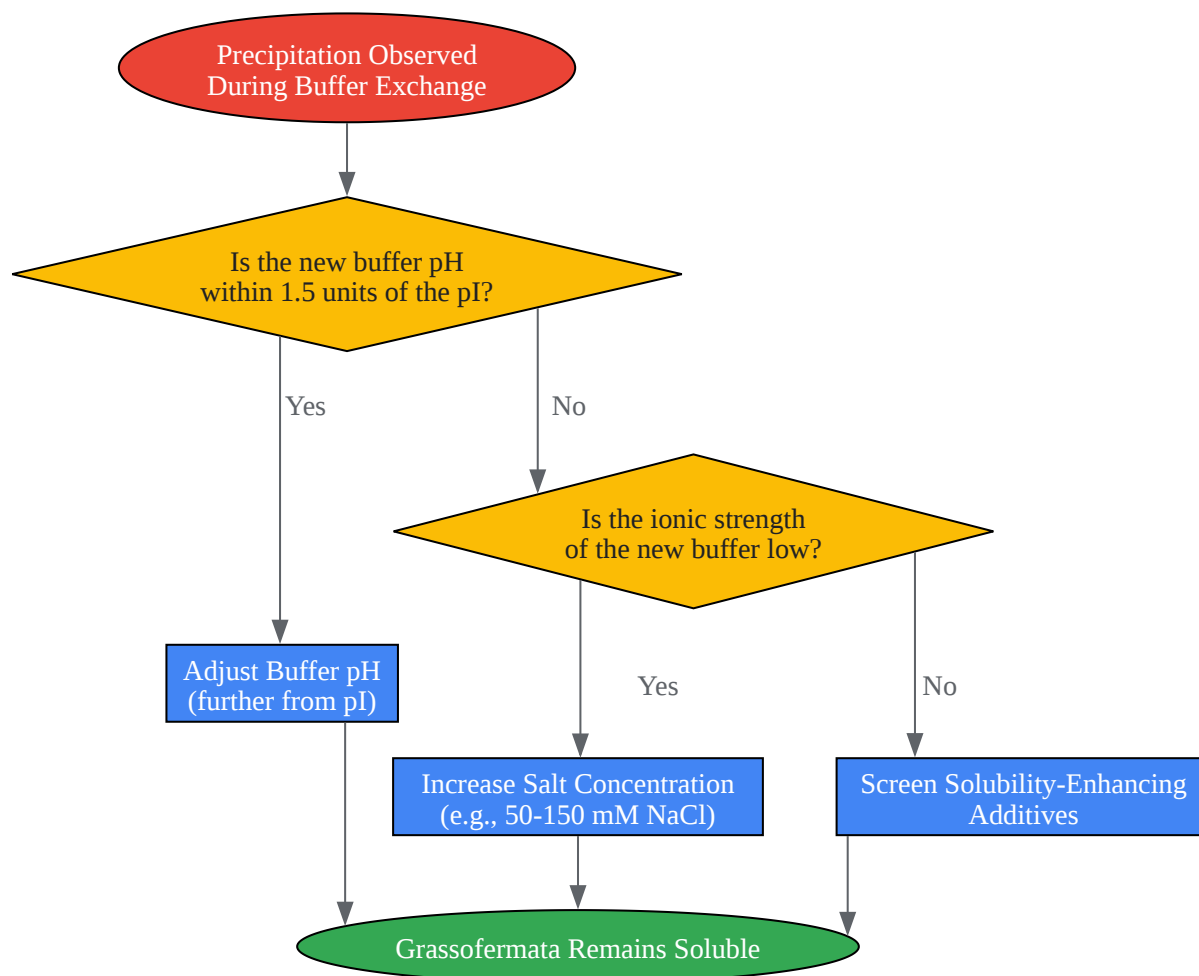 Precipitation Observed
During Buffer Exchange
Is the new buffer pH
within 1.5 units of the pI?
Yes
No
Is the ionic strength
of the new buffer low?
Adjust Buffer pH
(further from pI)
Yes
No
Increase Salt Concentration
(e.g., 50-150 mM NaCl)
Screen Solubility-Enhancing
Additives
Grassofermata Remains Soluble